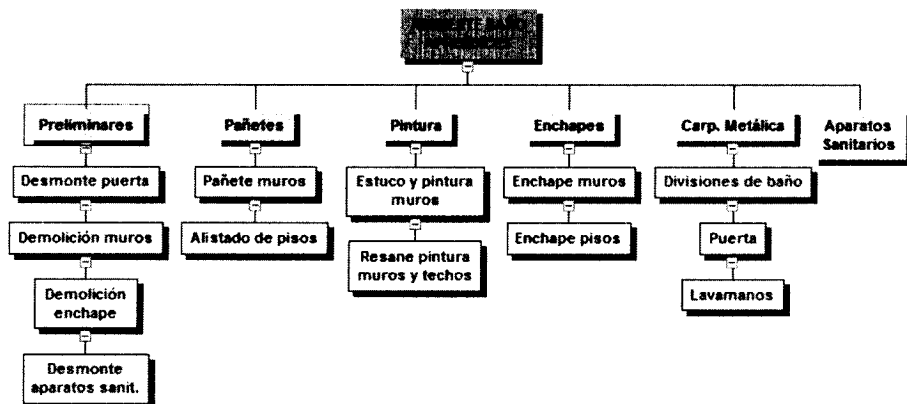 Preliminares
Desmonte puerta
Demolición muros
Demolición
enchape
Desmonte
aparatos sanit.
Pañetes
Pañete muros
Alistado de pisos
Pintura
Estuco y pintura
muros
Resane pintura
muros y techos
Enchapes
Enchape muros
Enchape pisos
Carp. Metálica
Divisiones de baño
Puerta
Lavamanos
Aparatos
Sanitarios